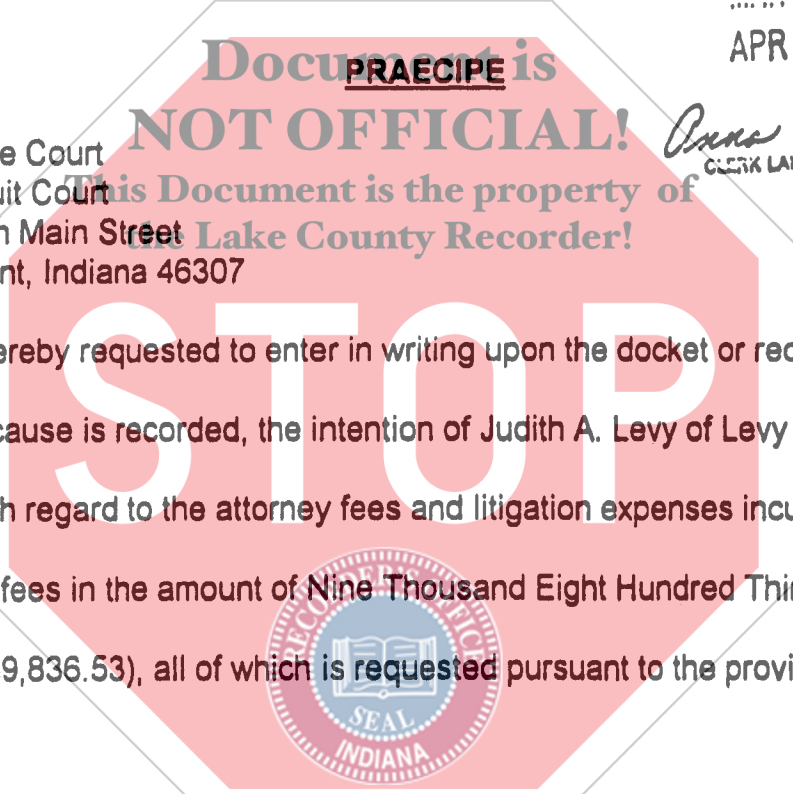 APR
PRAECIPE
Document is
NOT OFFICIAL!
This Document is the property of
the Lake County Recorder!
Anna
CLERK LA
e Court
uit Court
n Main Street
nt, Indiana 46307
ereby requested to enter in writing upon the docket or rec
cause is recorded, the intention of Judith A. Levy of Levy
h regard to the attorney fees and litigation expenses incu
fees in the amount of Nine Thousand Eight Hundred Thir
9,836.53), all of which is requested pursuant to the provi
STOP
RECORDER'S OFFICE
SEAL
INDIANA